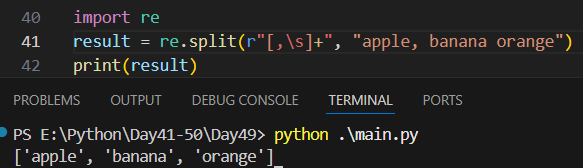 40 import re
41 result = re.split(r"[,\s]+", "apple, banana orange")
42 print(result)
PROBLEMS OUTPUT DEBUG CONSOLE TERMINAL PORTS
PS E:\Python\Day41-50\Day49> python .\main.py
['apple', 'banana', 'orange']